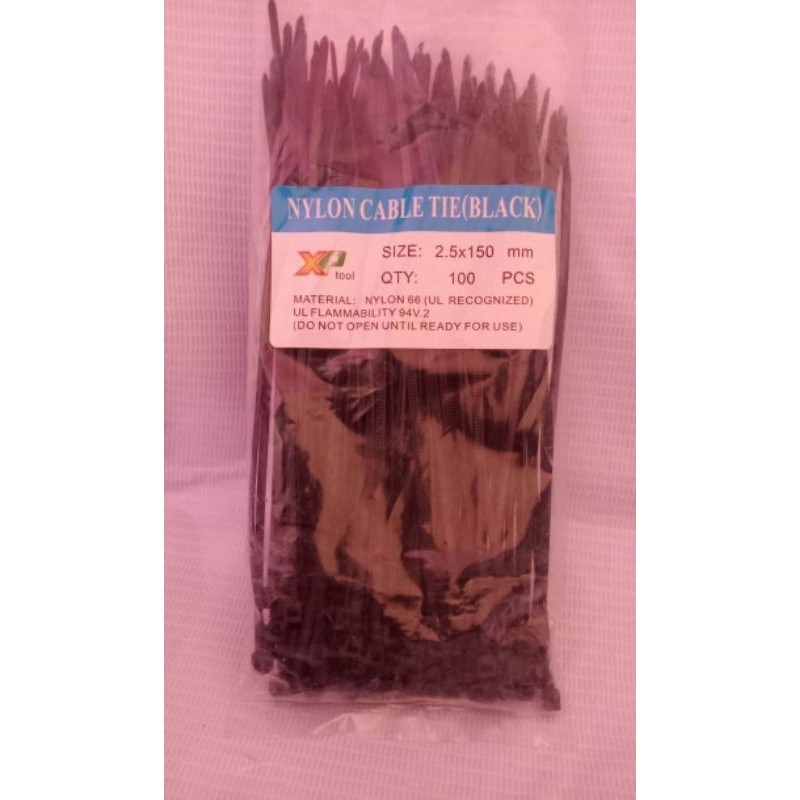 NYLON CABLE TIE(BLACK)
XP tool
SIZE: 2.5x150 mm
QTY: 100 PCS
MATERIAL: NYLON 66 (UL RECOGNIZED)
UL FLAMMABILITY 94V.2
(DO NOT OPEN UNTIL READY FOR USE)